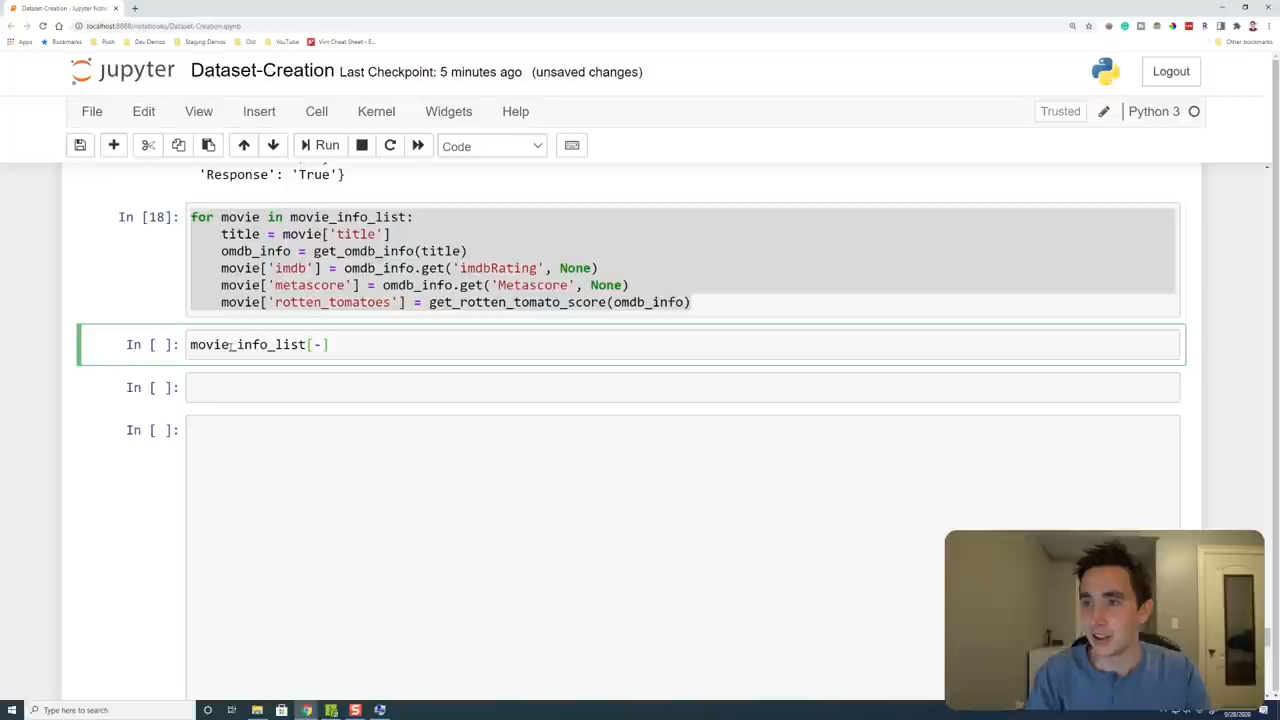 Dataset-Creation - Jupyter Note
localhost:8888/notebooks/Dataset-Creation.ipynb
Apps Bookmarks Posh Dev Demos Staging Demos Old YouTube Vim Cheat Sheet - E... Other bookmarks
jupyter Dataset-Creation Last Checkpoint: 5 minutes ago (unsaved changes) Logout
File Edit View Insert Cell Kernel Widgets Help Trusted Python 3
Run Code
'Response': 'True'}
In [18]: for movie in movie_info_list:
title = movie['title']
omdb_info = get_omdb_info(title)
movie['imdb'] = omdb_info.get('imdbRating', None)
movie['metascore'] = omdb_info.get('Metascore', None)
movie['rotten_tomatoes'] = get_rotten_tomato_score(omdb_info)
In [ ]: movie_info_list[-]
In [ ]:
In [ ]:
Type here to search
9/28/2020